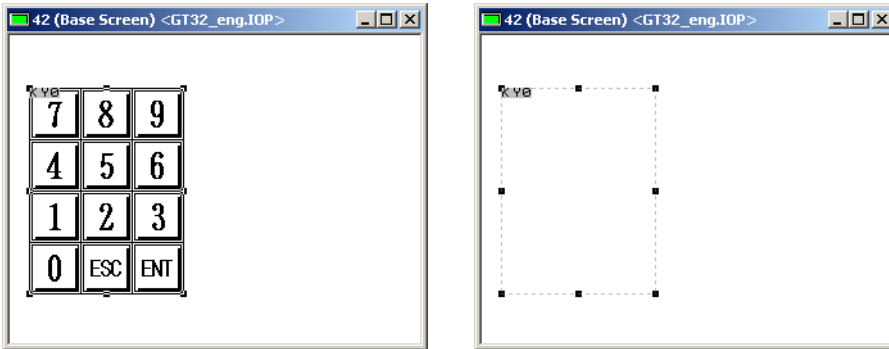 42 (Base Screen) <GT32_eng.IOP>
KY0
7 8 9
4 5 6
1 2 3
0 ESC ENT
42 (Base Screen) <GT32_eng.IOP>
KY0